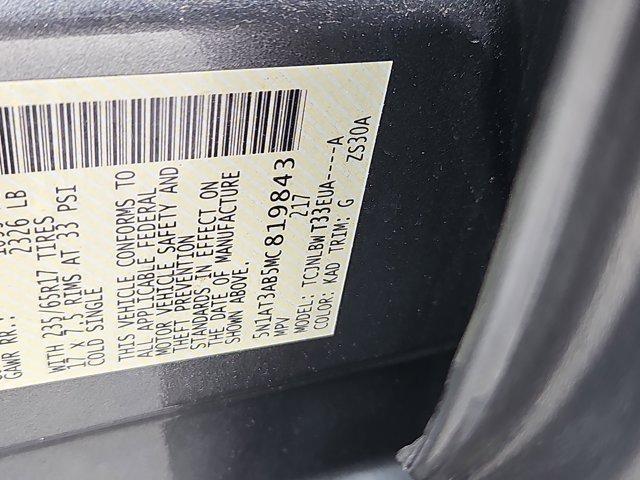 GAWR RR.:
2326 LB
WITH 235/65R17 TIRES
17 X 7.5 RIMS AT 33 PSI
COLD SINGLE
THIS VEHICLE CONFORMS TO
ALL APPLICABLE FEDERAL
MOTOR VEHICLE SAFETY AND
THEFT PREVENTION
STANDARDS IN EFFECT ON
THE DATE OF MANUFACTURE
SHOWN ABOVE.
5N1AT3AB5MC819843
MPV 217
MODEL: TCJNLBWT33EUA-----A
COLOR: KAD TRIM: G ZS30A